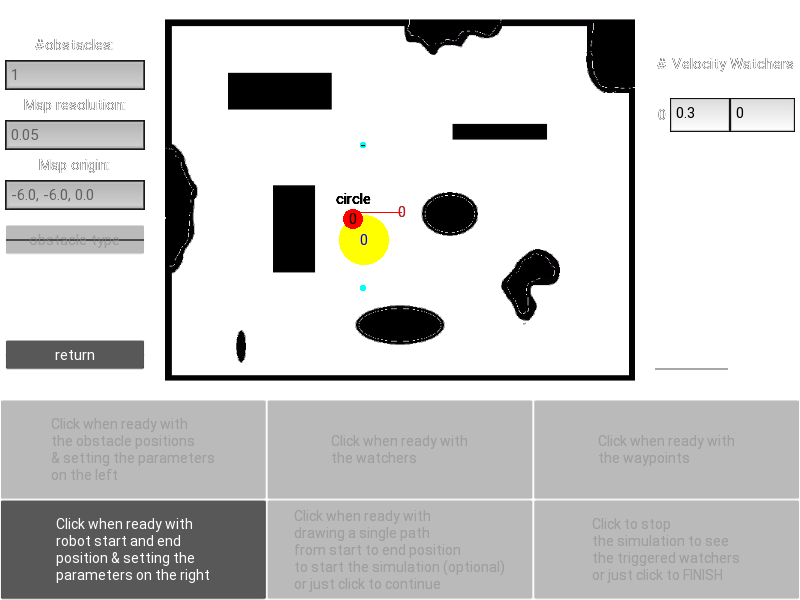 #obstacles:
1
Map resolution:
0.05
Map origin:
-6.0, -6.0, 0.0
obstacle type
return
circle
0
0
0
# Velocity Watchers
0
0.3
0
Click when ready with
the obstacle positions
& setting the parameters
on the left
Click when ready with
the watchers
Click when ready with
the waypoints
Click when ready with
robot start and end
position & setting the
parameters on the right
Click when ready with
drawing a single path
from start to end position
to start the simulation (optional)
or just click to continue
Click to stop
the simulation to see
the triggered watchers
or just click to FINISH